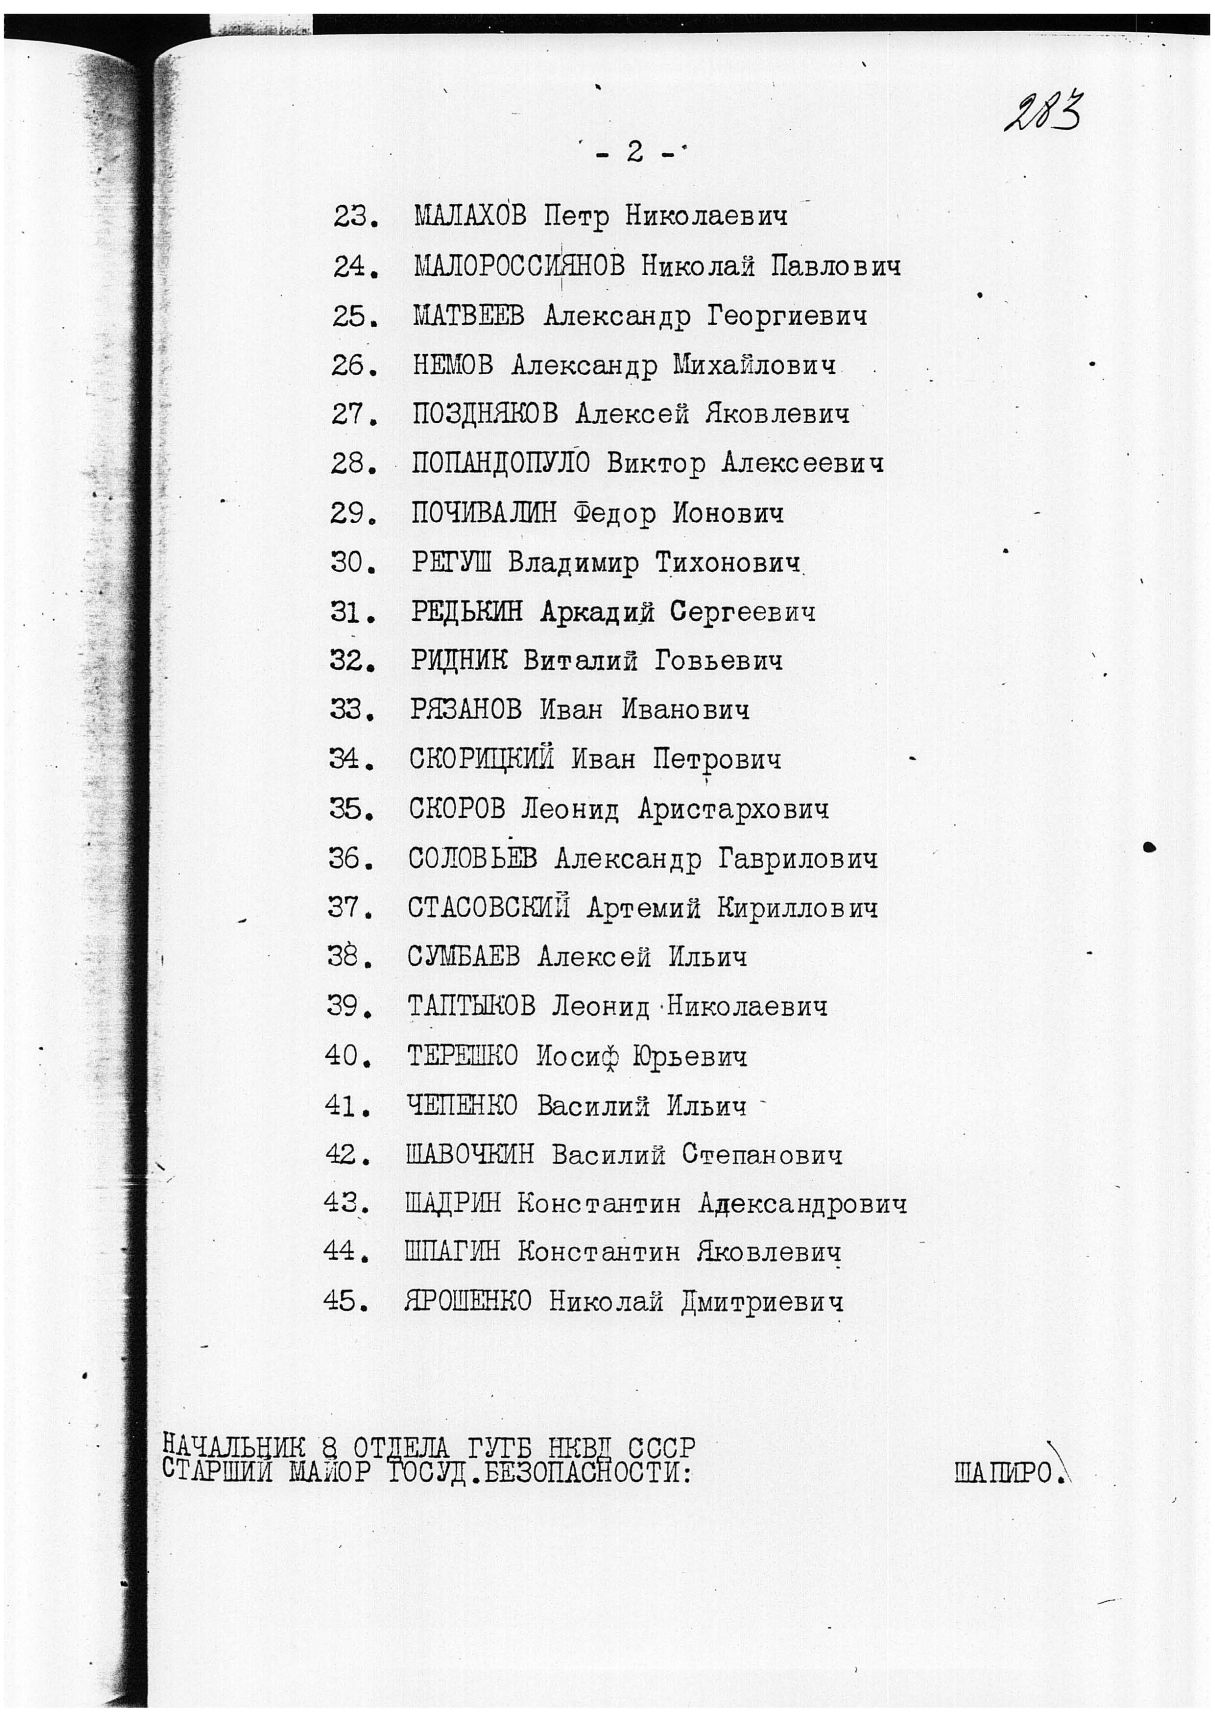 283
- 2 -
23. МАЛАХОВ Петр Николаевич
24. МАЛОРОССИЯНОВ Николай Павлович
25. МАТВЕЕВ Александр Георгиевич
26. НЕМОВ Александр Михайлович
27. ПОЗДНЯКОВ Алексей Яковлевич
28. ПОПАНДОПУЛО Виктор Алексеевич
29. ПОЧИВАЛИН Федор Ионович
30. РЕГУШ Владимир Тихонович
31. РЕДЬКИН Аркадий Сергеевич
32. РИДНИК Виталий Говьевич
33. РЯЗАНОВ Иван Иванович
34. СКОРИЦКИЙ Иван Петрович
35. СКОРОВ Леонид Аристархович
36. СОЛОВЬЕВ Александр Гаврилович
37. СТАСОВСКИЙ Артемий Кириллович
38. СУМБАЕВ Алексей Ильич
39. ТАПТЫКОВ Леонид Николаевич
40. ТЕРЕШКО Иосиф Юрьевич
41. ЧЕПЕНКО Василий Ильич
42. ШАВОЧКИН Василий Степанович
43. ШАДРИН Константин Адександрович
44. ШПАГИН Константин Яковлевич
45. ЯРОШЕНКО Николай Дмитриевич
НАЧАЛЬНИК 8 ОТДЕЛА ГУГБ НКВД СССР
СТАРШИЙ МАЙОР ГОСУД.БЕЗОПАСНОСТИ: ШАПИРО.